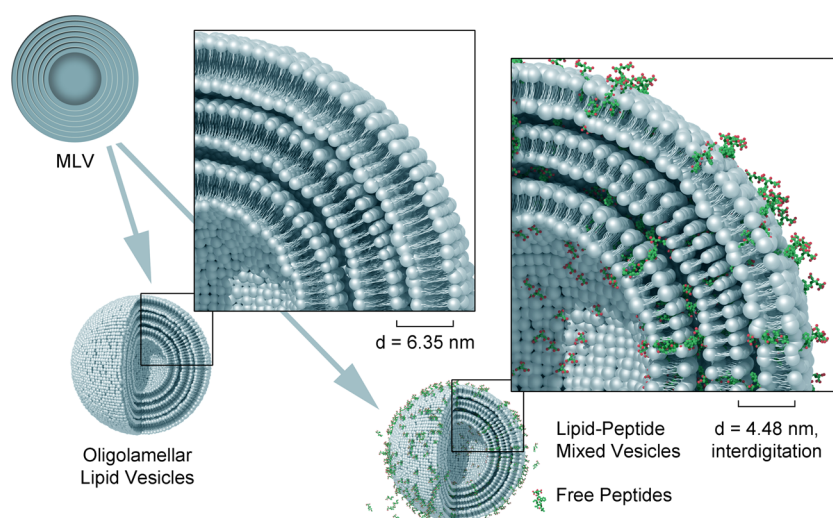 MLV
d = 6.35 nm
Oligolamellar
Lipid Vesicles
Lipid-Peptide
Mixed Vesicles
Free Peptides
d = 4.48 nm,
interdigitation